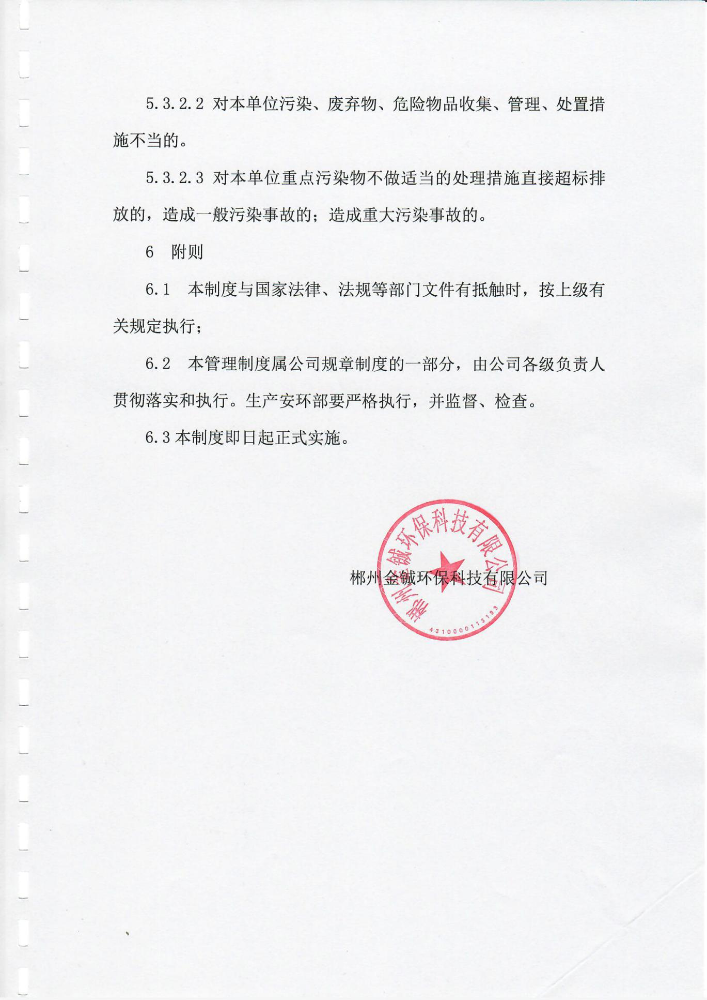 5.3.2.2 对本单位污染、废弃物、危险物品收集、管理、处置措
施不当的。
5.3.2.3 对本单位重点污染物不做适当的处理措施直接超标排
放的，造成一般污染事故的；造成重大污染事故的。
6 附则
6.1 本制度与国家法律、法规等部门文件有抵触时，按上级有
关规定执行；
6.2 本管理制度属公司规章制度的一部分，由公司各级负责人
贯彻落实和执行。生产安环部要严格执行，并监督、检查。
6.3本制度即日起正式实施。
郴州金铖环保科技有限公司
郴州金铖环保科技有限公司
4310000113193